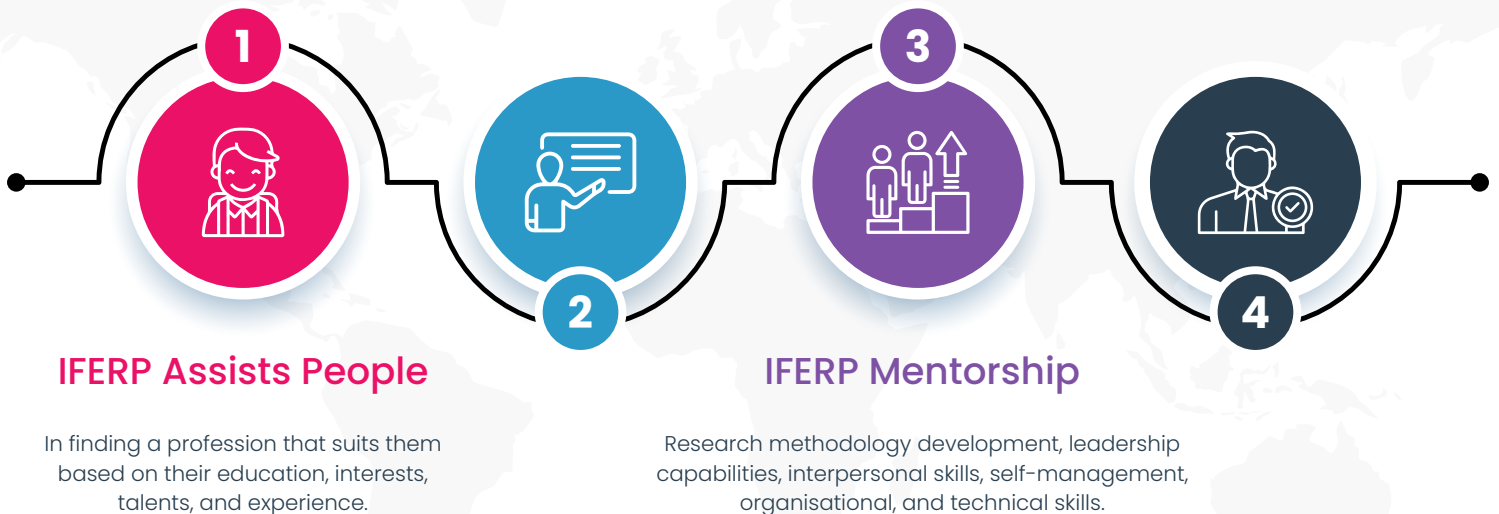 1
3
2
4
IFERP Assists People
In finding a profession that suits them
based on their education, interests,
talents, and experience.
IFERP Mentorship
Research methodology development, leadership
capabilities, interpersonal skills, self-management,
organisational, and technical skills.